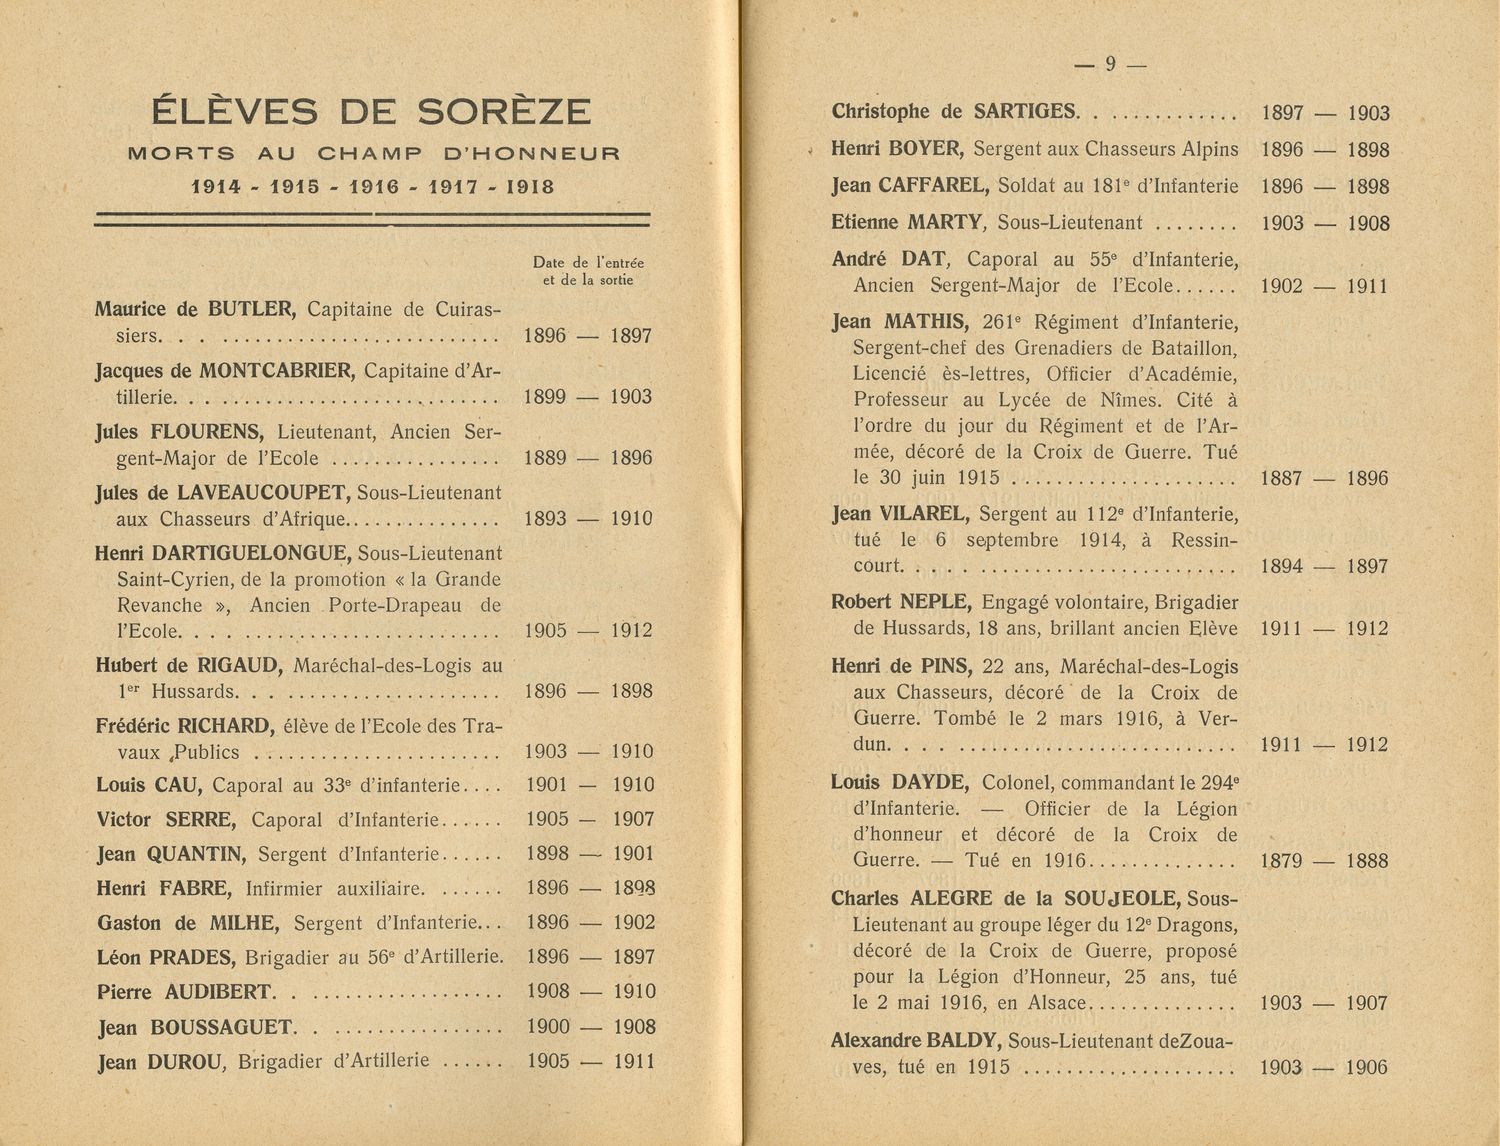 ÉLÈVES DE SORÈZE
MORTS AU CHAMP D'HONNEUR
1914 - 1915 - 1916 - 1917 - 1918
Date de l'entrée
et de la sortie
Maurice de BUTLER, Capitaine de Cuiras-
siers. . . .......................... 1896 — 1897
Jacques de MONTCABRIER, Capitaine d'Ar-
tillerie. . . .......................... 1899 — 1903
Jules FLOURENS, Lieutenant, Ancien Ser-
gent-Major de l'Ecole ................ 1889 — 1896
Jules de LAVEAUCOUPET, Sous-Lieutenant
aux Chasseurs d'Afrique............... 1893 — 1910
Henri DARTIGUELONGUE, Sous-Lieutenant
Saint-Cyrien, de la promotion « la Grande
Revanche », Ancien Porte-Drapeau de
l'Ecole. . . . ........................ 1905 — 1912
Hubert de RIGAUD, Maréchal-des-Logis au
1er Hussards. . . .................... 1896 — 1898
Frédéric RICHARD, élève de l'Ecole des Tra-
vaux Publics ....................... 1903 — 1910
Louis CAU, Caporal au 33e d'infanterie.... 1901 — 1910
Victor SERRE, Caporal d'Infanterie...... 1905 — 1907
Jean QUANTIN, Sergent d'Infanterie...... 1898 — 1901
Henri FABRE, Infirmier auxiliaire. ...... 1896 — 1898
Gaston de MILHE, Sergent d'Infanterie... 1896 — 1902
Léon PRADES, Brigadier au 56e d'Artillerie. 1896 — 1897
Pierre AUDIBERT. . .................. 1908 — 1910
Jean BOUSSAGUET. . ................ 1900 — 1908
Jean DUROU, Brigadier d'Artillerie ...... 1905 — 1911
— 9 —
Christophe de SARTIGES. . ............ 1897 — 1903
Henri BOYER, Sergent aux Chasseurs Alpins 1896 — 1898
Jean CAFFAREL, Soldat au 181e d'Infanterie 1896 — 1898
Etienne MARTY, Sous-Lieutenant ........ 1903 — 1908
André DAT, Caporal au 55e d'Infanterie,
Ancien Sergent-Major de l'Ecole...... 1902 — 1911
Jean MATHIS, 261e Régiment d'Infanterie,
Sergent-chef des Grenadiers de Bataillon,
Licencié ès-lettres, Officier d'Académie,
Professeur au Lycée de Nîmes. Cité à
l'ordre du jour du Régiment et de l'Ar-
mée, décoré de la Croix de Guerre. Tué
le 30 juin 1915 ..................... 1887 — 1896
Jean VILAREL, Sergent au 112e d'Infanterie,
tué le 6 septembre 1914, à Ressin-
court. . . . ......................... 1894 — 1897
Robert NEPLE, Engagé volontaire, Brigadier
de Hussards, 18 ans, brillant ancien Elève 1911 — 1912
Henri de PINS, 22 ans, Maréchal-des-Logis
aux Chasseurs, décoré de la Croix de
Guerre. Tombé le 2 mars 1916, à Ver-
dun. . . . ........................... 1911 — 1912
Louis DAYDE, Colonel, commandant le 294e
d'Infanterie. — Officier de la Légion
d'honneur et décoré de la Croix de
Guerre. — Tué en 1916.............. 1879 — 1888
Charles ALEGRE de la SOUJEOLE, Sous-
Lieutenant au groupe léger du 12e Dragons,
décoré de la Croix de Guerre, proposé
pour la Légion d'Honneur, 25 ans, tué
le 2 mai 1916, en Alsace.............. 1903 — 1907
Alexandre BALDY, Sous-Lieutenant deZoua-
ves, tué en 1915 .................... 1903 — 1906